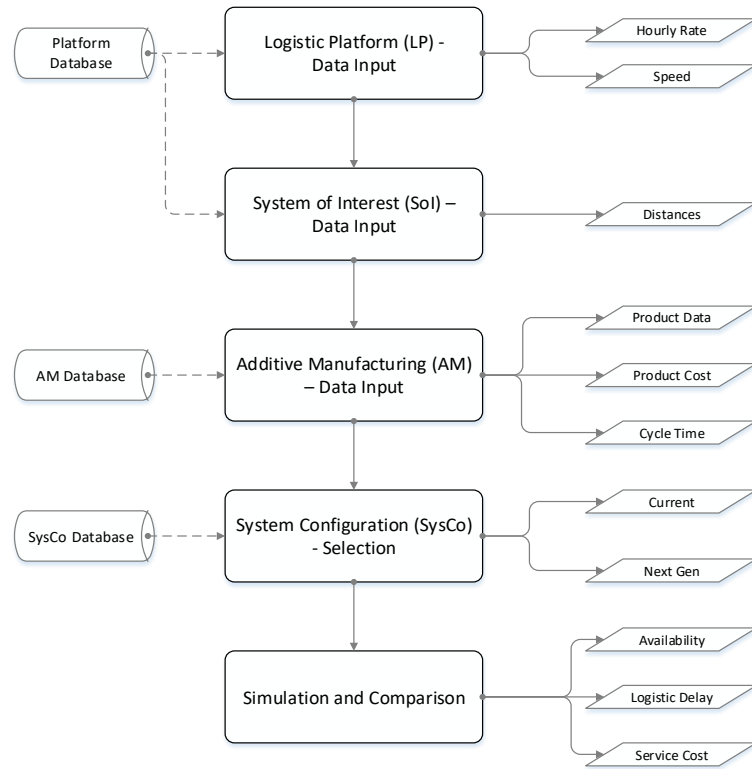 Platform
Database
Logistic Platform (LP) -
Data Input
Hourly Rate
Speed
System of Interest (SoI) –
Data Input
Distances
AM Database
Additive Manufacturing (AM)
– Data Input
Product Data
Product Cost
Cycle Time
SysCo Database
System Configuration (SysCo)
- Selection
Current
Next Gen
Simulation and Comparison
Availability
Logistic Delay
Service Cost